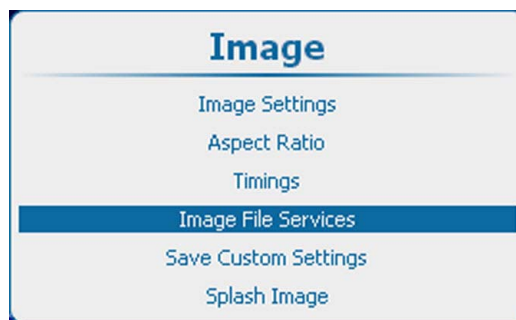 Image
Image Settings
Aspect Ratio
Timings
Image File Services
Save Custom Settings
Splash Image